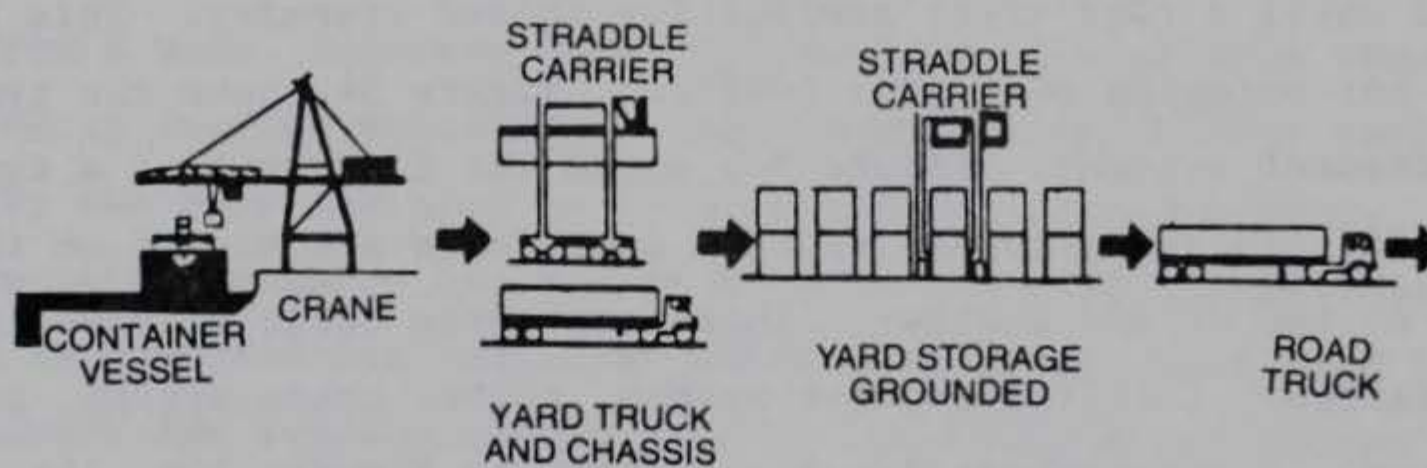 STRADDLE
CARRIER
STRADDLE
CARRIER
CONTAINER
VESSEL
CRANE
YARD TRUCK
AND CHASSIS
YARD STORAGE
GROUNDED
ROAD
TRUCK